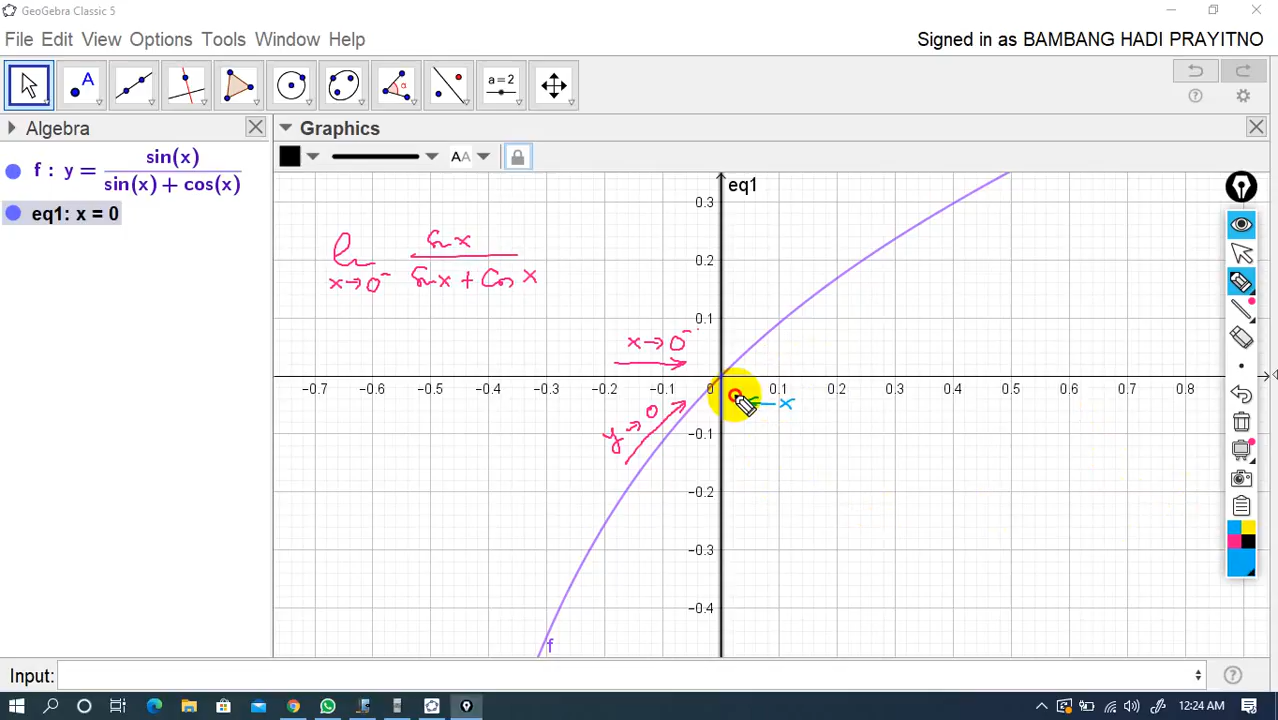 GeoGebra Classic 5
File Edit View Options Tools Window Help
Signed in as BAMBANG HADI PRAYITNO
A
α
a = 2
Algebra
Graphics
f : y = sin(x) / sin(x) + cos(x)
eq1: x = 0
AA
eq1
0.3
0.2
0.1
lim x→0⁻ sin x / sin x + cos x
x→0⁻
-0.7 -0.6 -0.5 -0.4 -0.3 -0.2 -0.1 0 0.1 0.2 0.3 0.4 0.5 0.6 0.7 0.8
x
y→0
-0.1
-0.2
-0.3
-0.4
f
Input:
12:24 AM